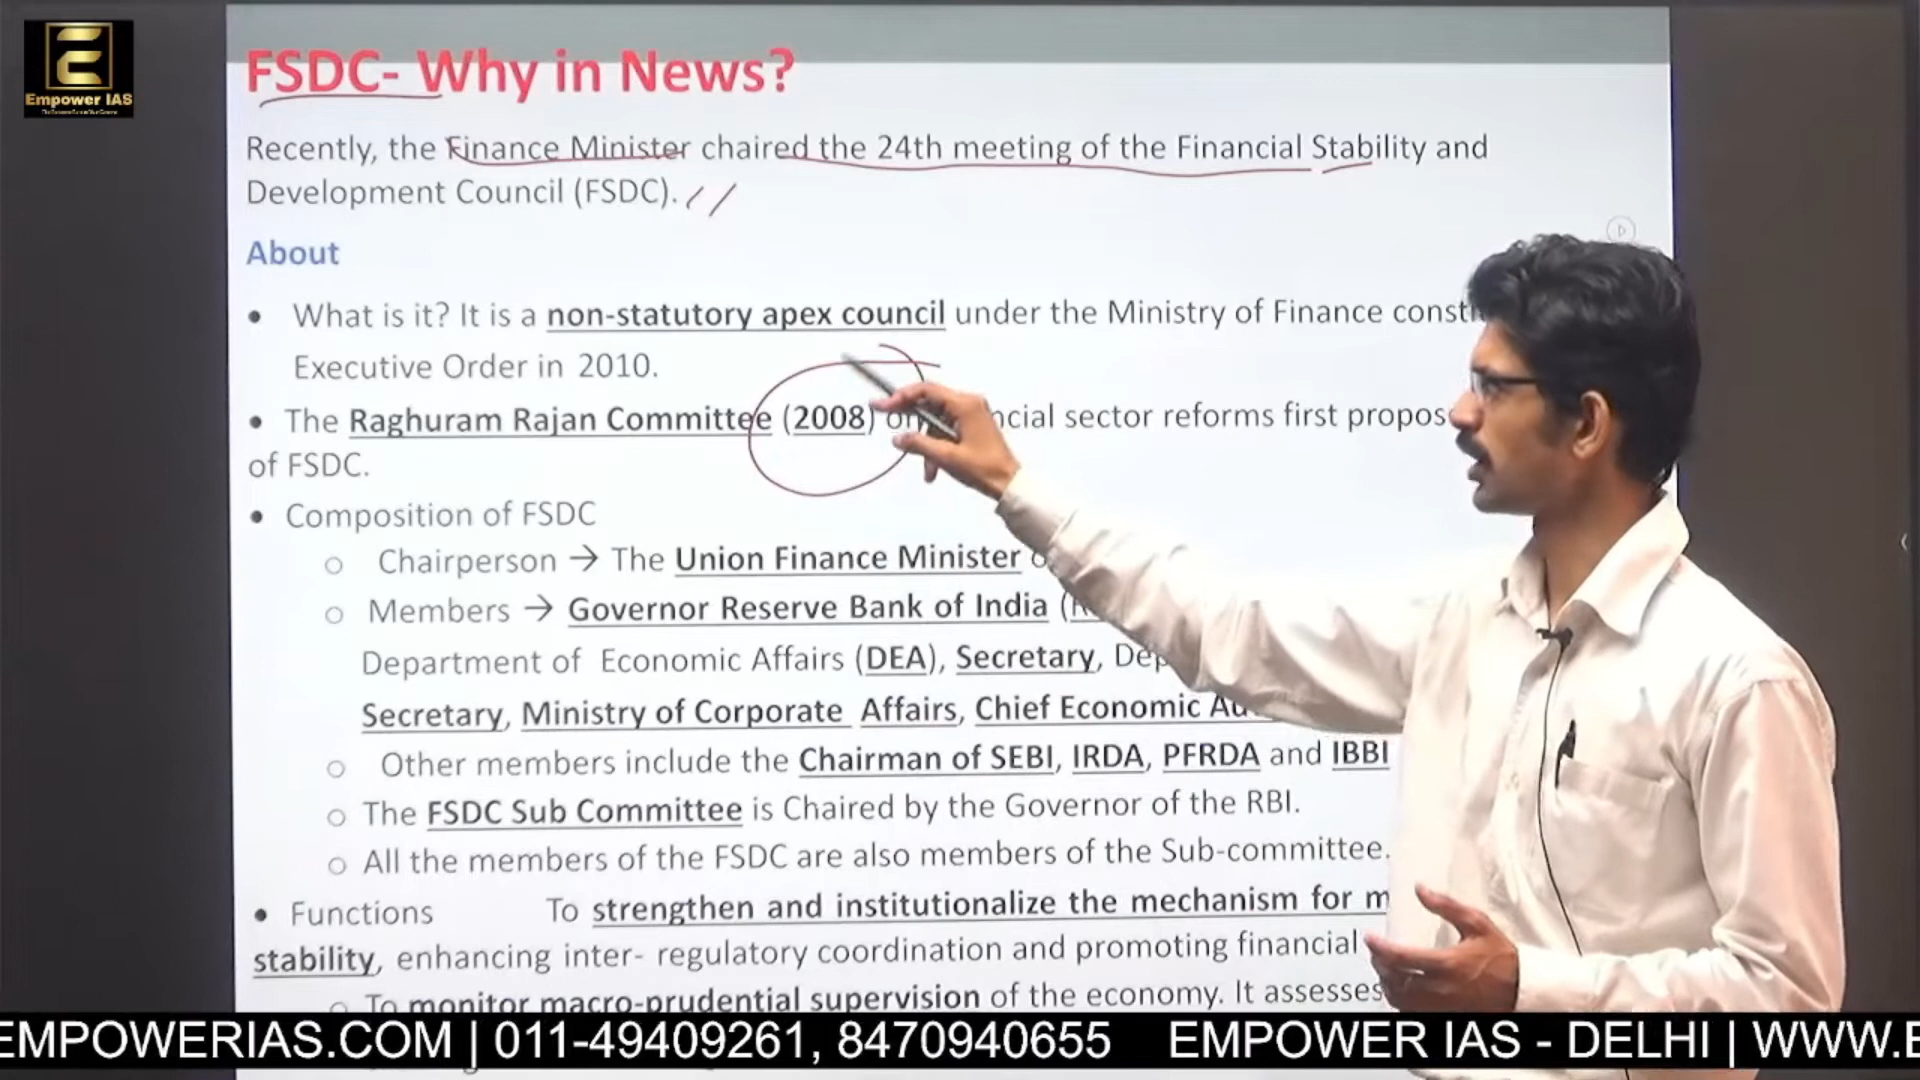 Empower IAS
FSDC- Why in News?
Recently, the Finance Minister chaired the 24th meeting of the Financial Stability and
Development Council (FSDC).
About
• What is it? It is a non-statutory apex council under the Ministry of Finance
Executive Order in 2010.
• The Raghuram Rajan Committee (2008) sector reforms first
of FSDC.
• Composition of FSDC
o Chairperson → The Union Finance Minister
o Members → Governor Reserve Bank of India
Department of Economic Affairs (DEA), Secretary,
Secretary, Ministry of Corporate Affairs, Chief Economic
o Other members include the Chairman of SEBI, IRDA, PFRDA and IBBI
o The FSDC Sub Committee is Chaired by the Governor of the RBI.
o All the members of the FSDC are also members of the Sub-committee.
• Functions To strengthen and institutionalize the mechanism for
stability, enhancing inter- regulatory coordination and promoting financial
o To monitor macro-prudential supervision of the economy. It assesses
EMPOWERIAS.COM | 011-49409261, 8470940655 EMPOWER IAS - DELHI | WWW.